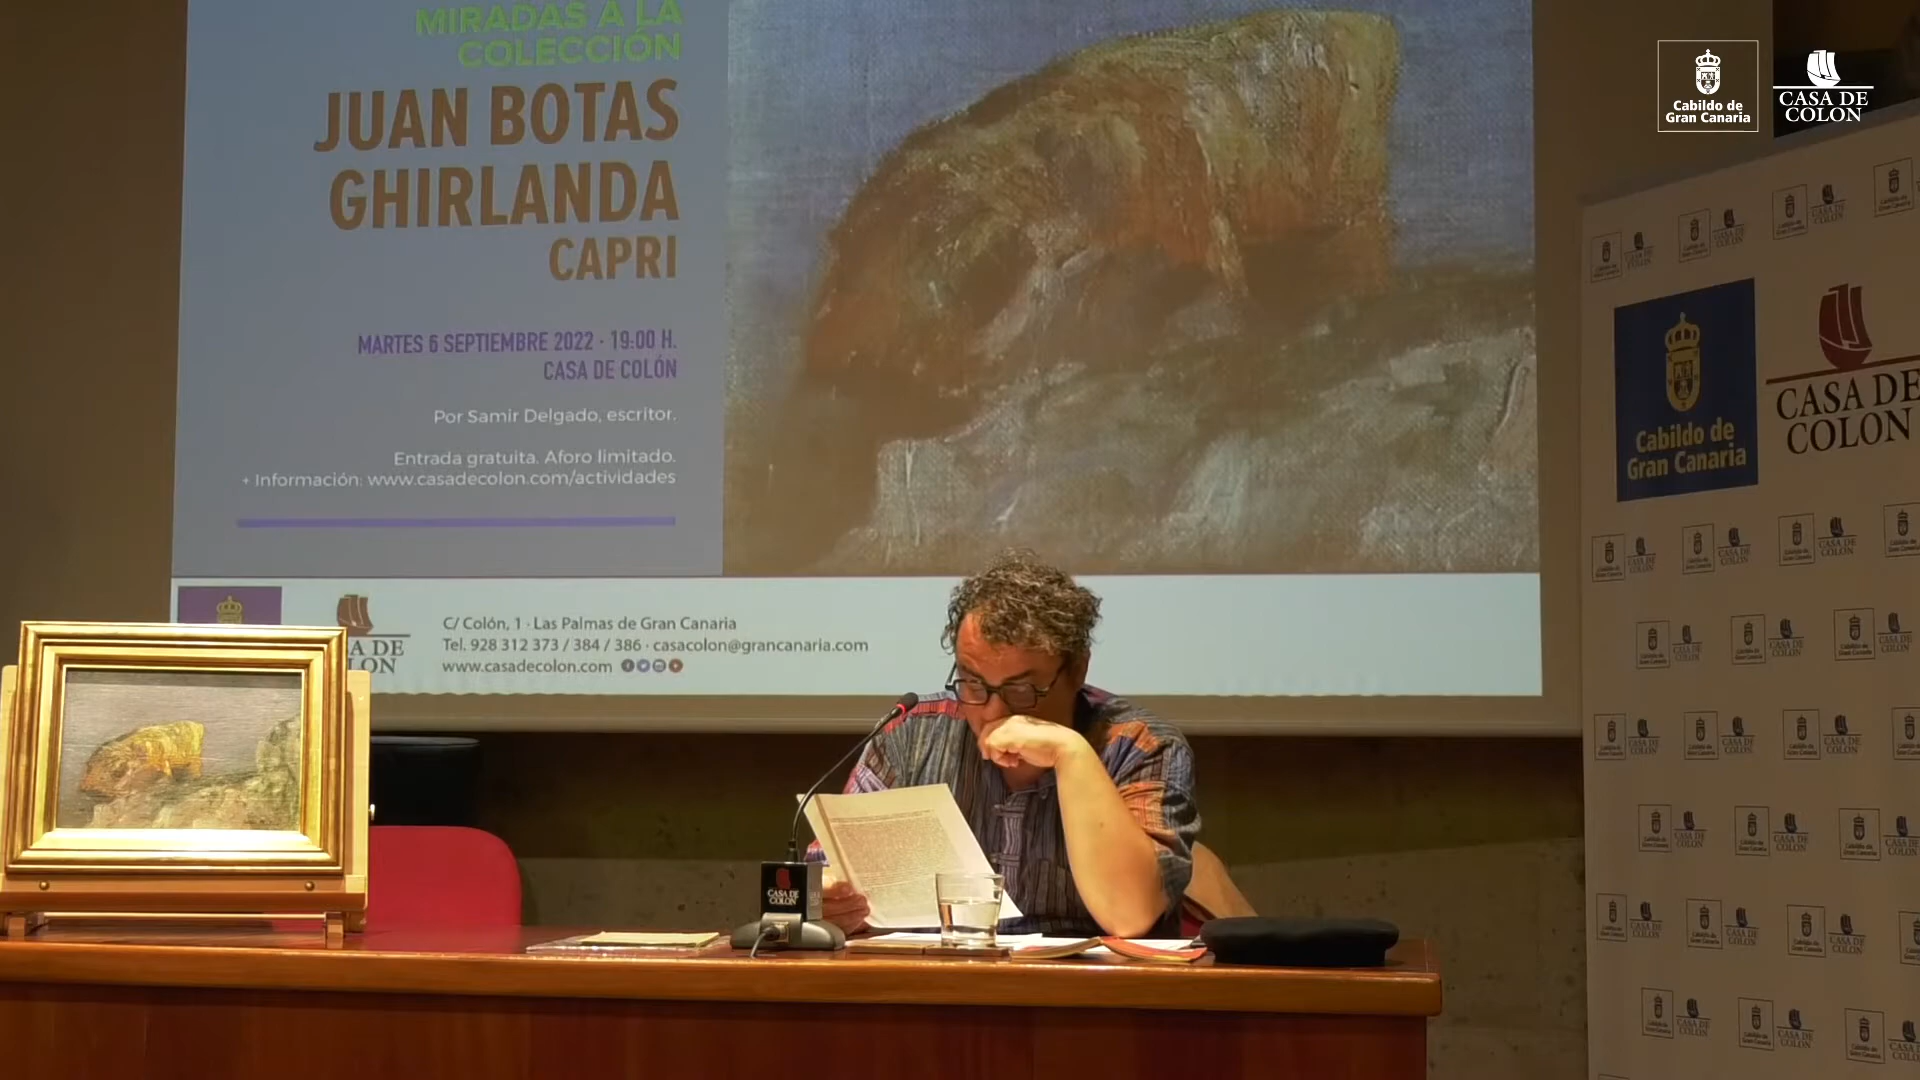 MIRADAS A LA
COLECCIÓN
JUAN BOTAS
GHIRLANDA
CAPRI
MARTES 6 SEPTIEMBRE 2022 · 19:00 H.
CASA DE COLÓN
Por Samir Delgado, escritor.
Entrada gratuita. Aforo limitado.
+ Información: www.casadecolon.com/actividades
C/ Colón, 1 · Las Palmas de Gran Canaria
Tel. 928 312 373 / 384 / 386 · casacolon@grancanaria.com
www.casadecolon.com
A DE
LON
CASA DE
COLON
Cabildo de
Gran Canaria
CASA DE
COLON
Cabildo de
Gran Canaria
CASA DE
COLON